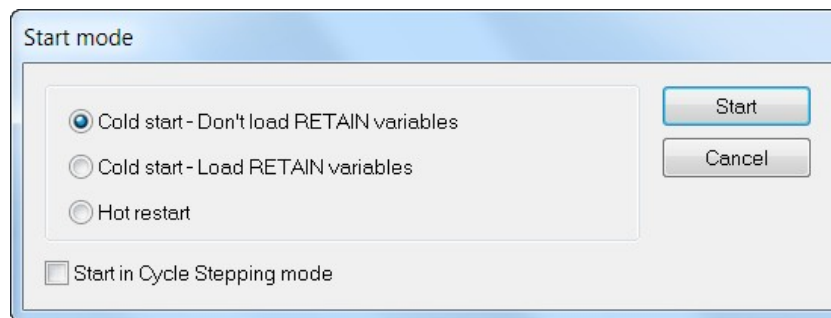 Start mode
Cold start - Don't load RETAIN variables
Start
Cold start - Load RETAIN variables
Cancel
Hot restart
Start in Cycle Stepping mode